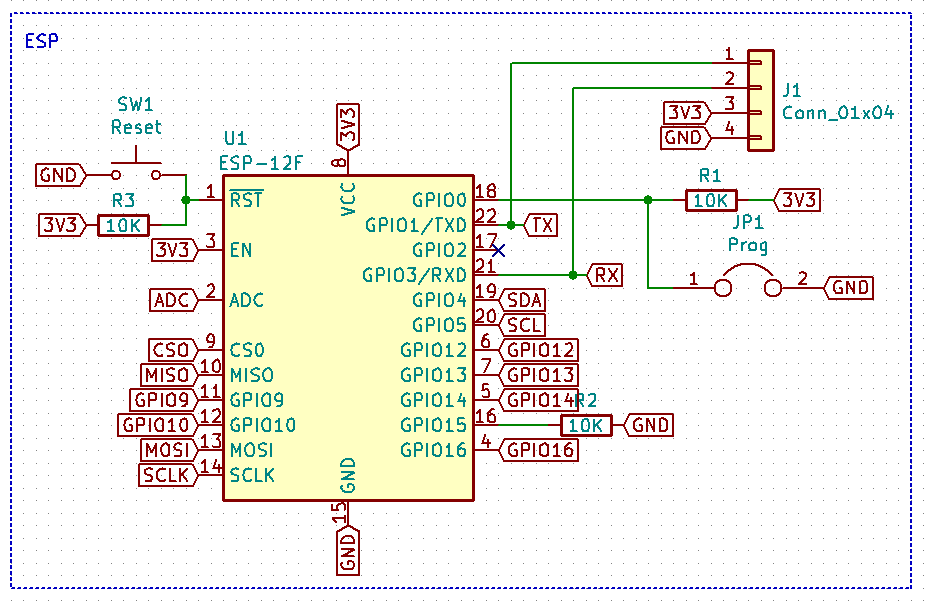 ESP
SW1
Reset
GND
R3
3V3
10K
3V3
ADC
CS0
MISO
GPIO9
GPIO10
MOSI
SCLK
1
3
2
9
10
11
12
13
14
U1
ESP-12F
3V3
8
VCC
RST
EN
ADC
CS0
MISO
GPIO9
GPIO10
MOSI
SCLK
GPIO0
GPIO1/TXD
GPIO2
GPIO3/RXD
GPIO4
GPIO5
GPIO12
GPIO13
GPIO14
GPIO15
GPIO16
GND
15
GND
18
22
17
21
19
20
6
7
5
16
4
TX
RX
SDA
SCL
GPIO12
GPIO13
GPIO14
R2
10K
GND
GPIO16
1
2
3
4
3V3
GND
J1
Conn_01x04
R1
10K
3V3
JP1
Prog
1
2
GND